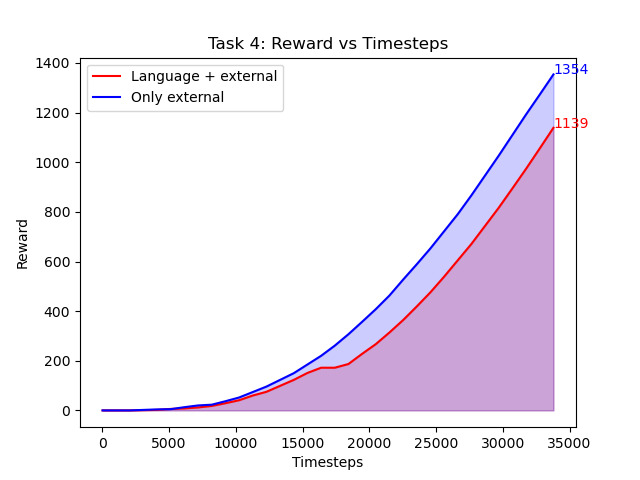 Task 4: Reward vs Timesteps
Language + external
Only external
1354
1139
1400
1200
1000
800
600
400
200
0
Reward
0 5000 10000 15000 20000 25000 30000 35000
Timesteps